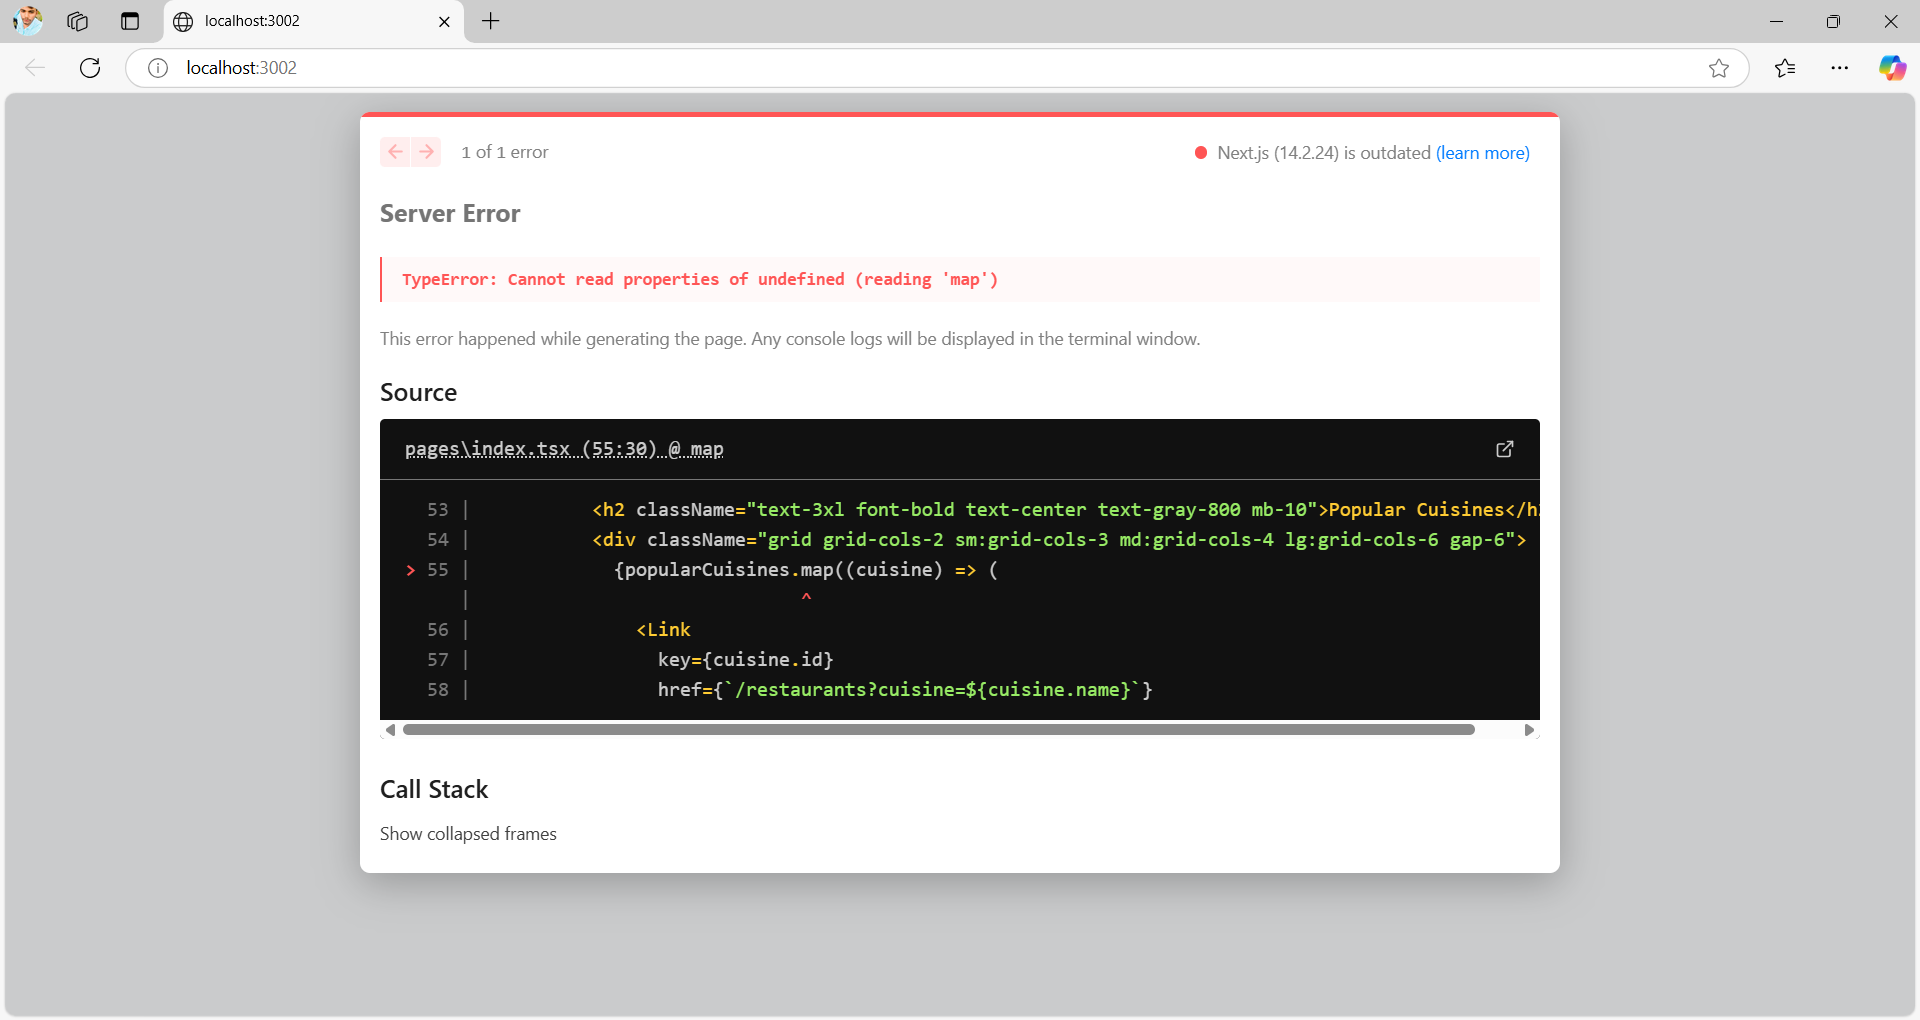 localhost:3002
localhost:3002
1 of 1 error
Next.js (14.2.24) is outdated (learn more)
Server Error
TypeError: Cannot read properties of undefined (reading 'map')
This error happened while generating the page. Any console logs will be displayed in the terminal window.
Source
pages\index.tsx (55:30) @ map
53 | <h2 className="text-3xl font-bold text-center text-gray-800 mb-10">Popular Cuisines</h
54 | <div className="grid grid-cols-2 sm:grid-cols-3 md:grid-cols-4 lg:grid-cols-6 gap-6">
> 55 | {popularCuisines.map((cuisine) => (
| ^
56 | <Link
57 | key={cuisine.id}
58 | href={`/restaurants?cuisine=${cuisine.name}`}
Call Stack
Show collapsed frames